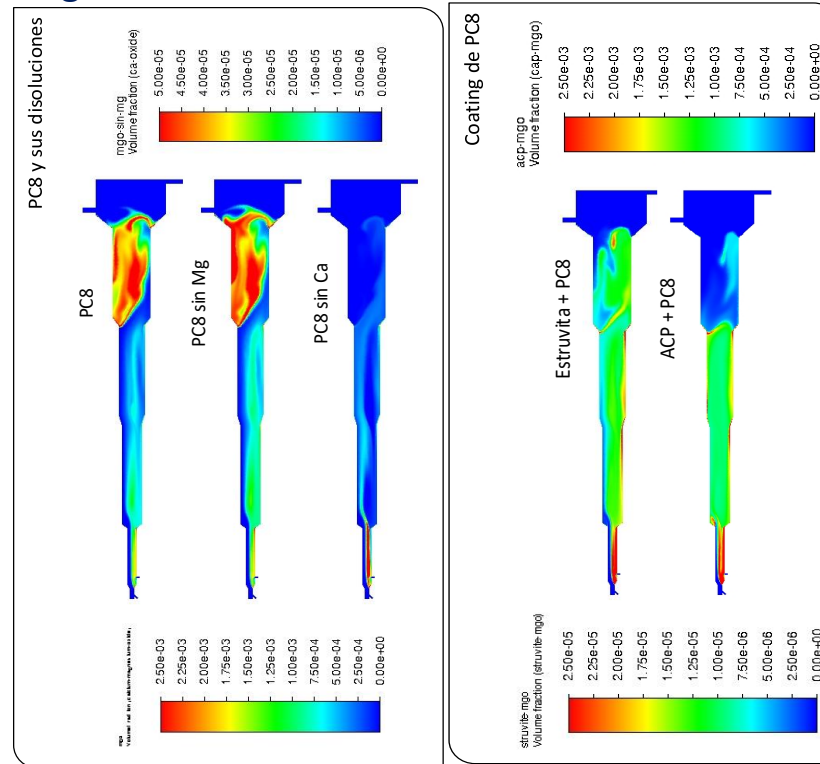 PC8 y sus disoluciones
mgo-sin-mg
Volume fraction (ca-oxide)
5.00e-05
4.50e-05
4.00e-05
3.50e-05
3.00e-05
2.50e-05
2.00e-05
1.50e-05
1.00e-05
5.00e-06
0.00e+00
PC8
PC8 sin Mg
PC8 sin Ca
mgo
2.50e-03
2.25e-03
2.00e-03
1.75e-03
1.50e-03
1.25e-03
1.00e-03
7.50e-04
5.00e-04
2.50e-04
0.00e+00
Coating de PC8
acp-mgo
Volume fraction (cap-mgo)
2.50e-03
2.25e-03
2.00e-03
1.75e-03
1.50e-03
1.25e-03
1.00e-03
7.50e-04
5.00e-04
2.50e-04
0.00e+00
Estruvita + PC8
ACP + PC8
struvite-mgo
Volume fraction (struvite-mgo)
2.50e-05
2.25e-05
2.00e-05
1.75e-05
1.50e-05
1.25e-05
1.00e-05
7.50e-06
5.00e-06
2.50e-06
0.00e+00